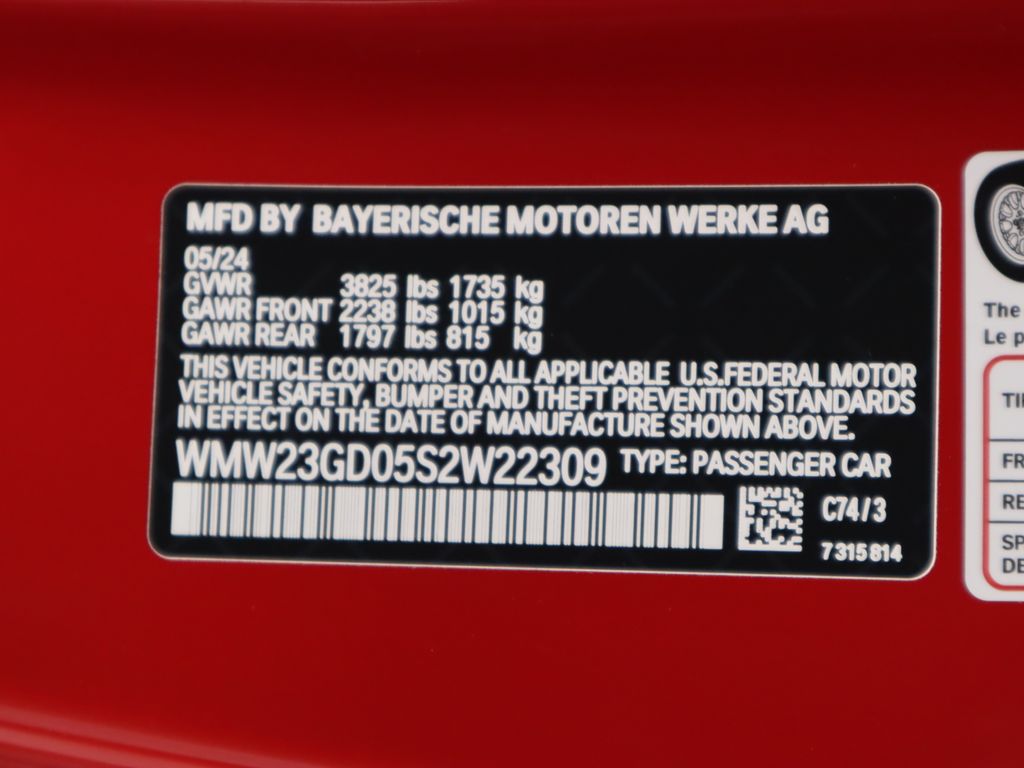 MFD BY BAYERISCHE MOTOREN WERKE AG
05/24
GVWR 3825 lbs 1735 kg
GAWR FRONT 2238 lbs 1015 kg
GAWR REAR 1797 lbs 815 kg
THIS VEHICLE CONFORMS TO ALL APPLICABLE U.S.FEDERAL MOTOR
VEHICLE SAFETY, BUMPER AND THEFT PREVENTION STANDARDS
IN EFFECT ON THE DATE OF MANUFACTURE SHOWN ABOVE.
WMW23GD05S2W22309 TYPE: PASSENGER CAR
C74/3
7315814
The
Le